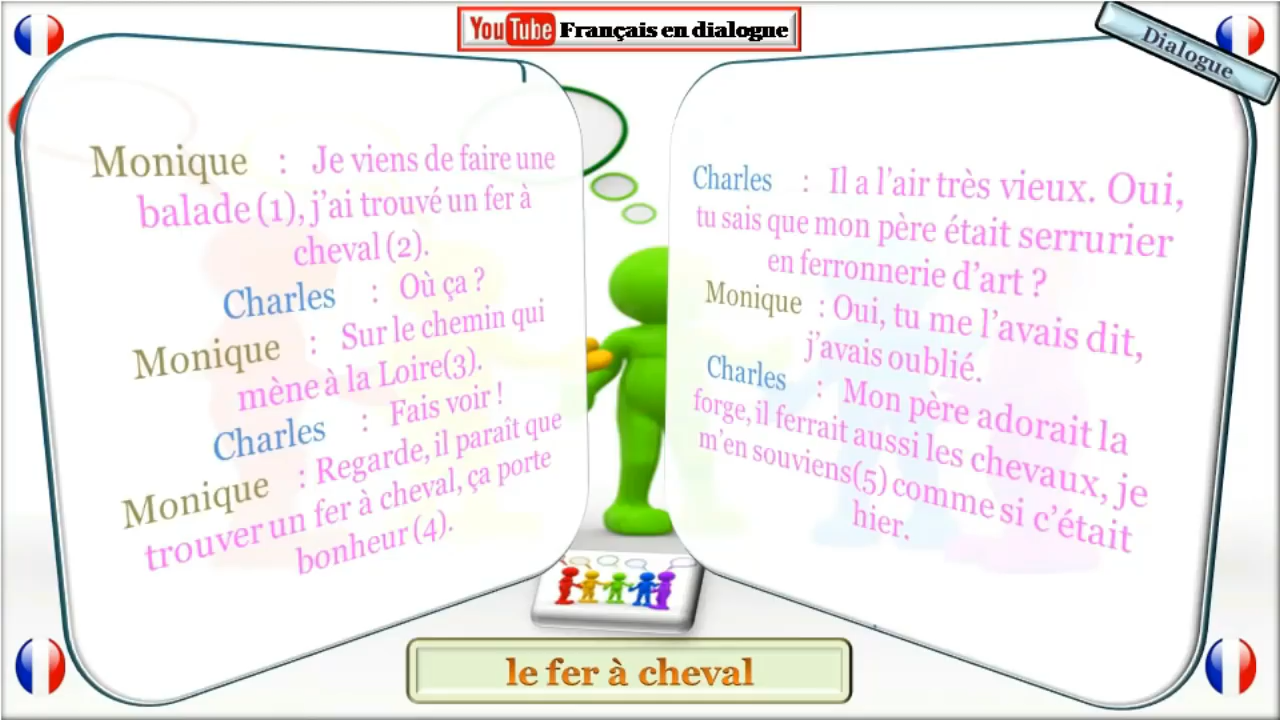 YouTube Français en dialogue
Dialogue
Monique : Je viens de faire une
balade (1), j'ai trouvé un fer à
cheval (2).
Charles : Où ça ?
Monique : Sur le chemin qui
mène à la Loire(3).
Charles : Fais voir !
Monique : Regarde, il paraît que
trouver un fer à cheval, ça porte
bonheur (4).
Charles : Il a l'air très vieux. Oui,
tu sais que mon père était serrurier
en ferronnerie d'art ?
Monique : Oui, tu me l'avais dit,
j'avais oublié.
Charles : Mon père adorait la
forge, il ferrait aussi les chevaux, je
m'en souviens(5) comme si c'était
hier.
le fer à cheval